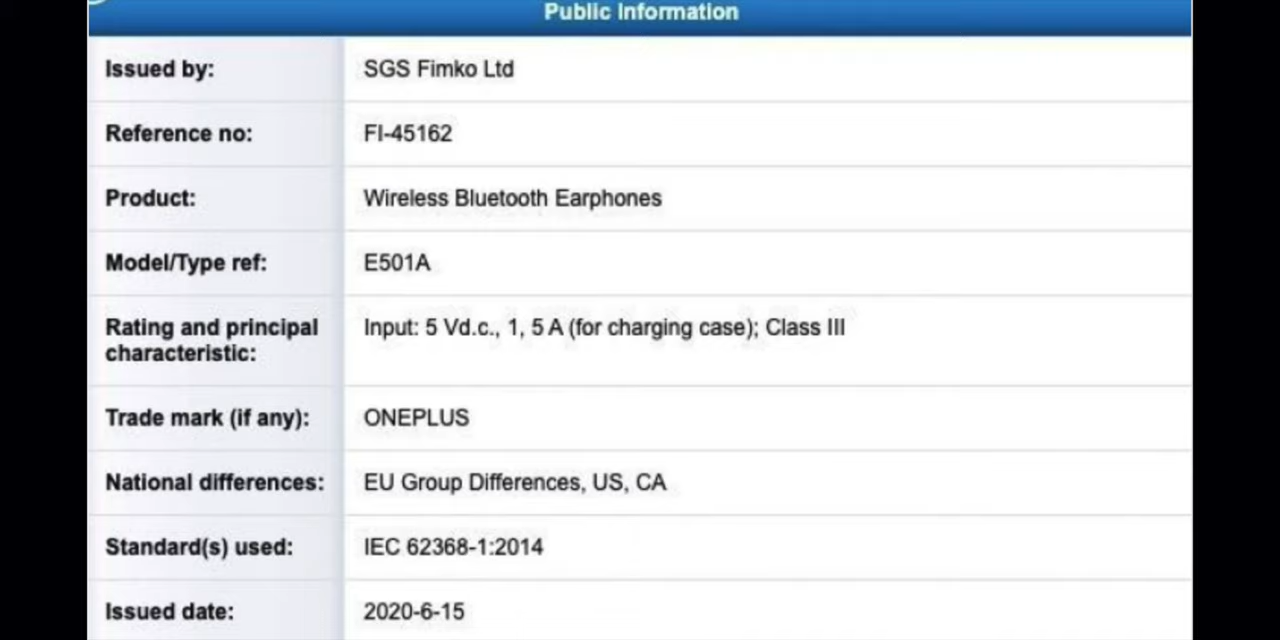 Public Information
Issued by: SGS Fimko Ltd
Reference no: FI-45162
Product: Wireless Bluetooth Earphones
Model/Type ref: E501A
Rating and principal characteristic: Input: 5 Vd.c., 1, 5 A (for charging case); Class III
Trade mark (if any): ONEPLUS
National differences: EU Group Differences, US, CA
Standard(s) used: IEC 62368-1:2014
Issued date: 2020-6-15